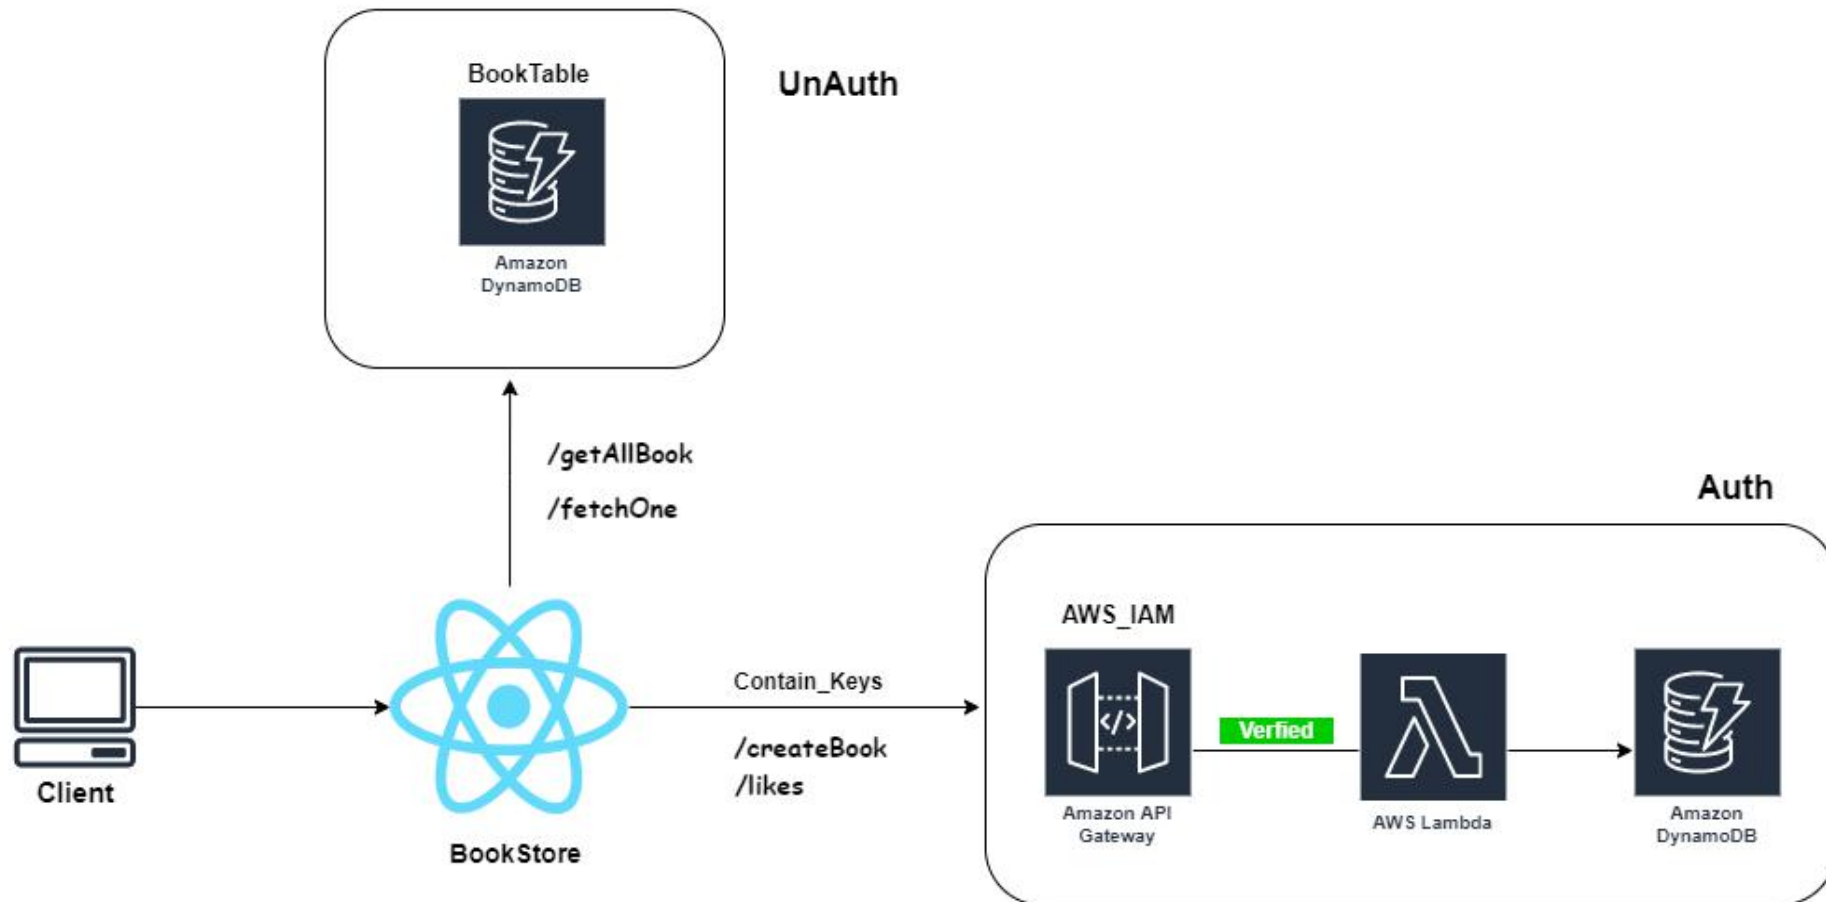 BookTable
UnAuth
Amazon
DynamoDB
/getAllBook
/fetchOne
Auth
AWS_IAM
Contain_Keys
/createBook
/likes
Verfied
</>
Client
BookStore
Amazon API
Gateway
AWS Lambda
Amazon
DynamoDB